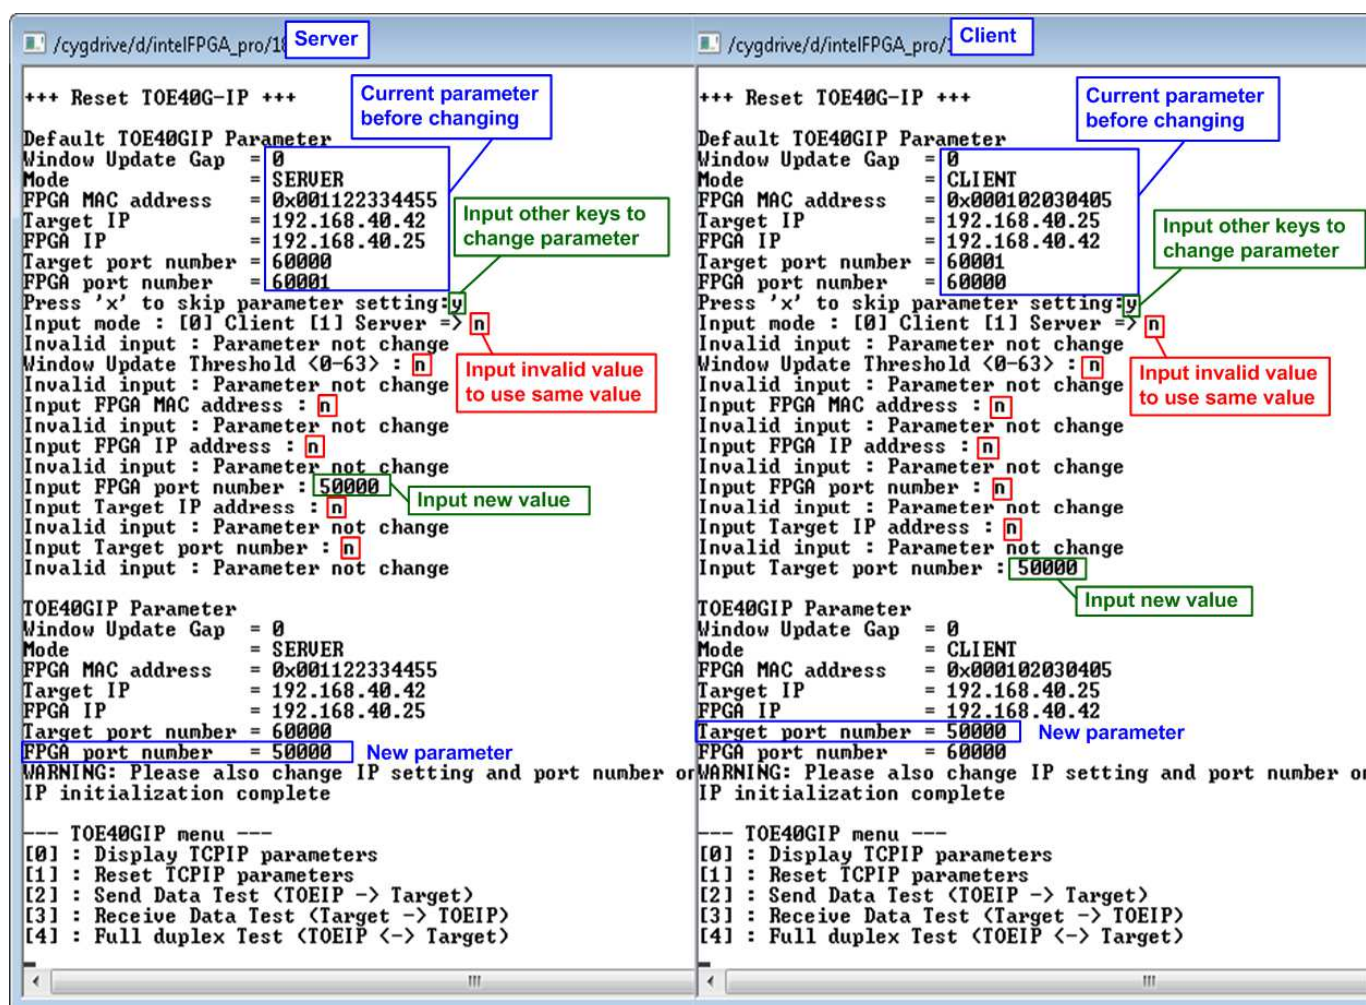 /cygdrive/d/intelFPGA_pro/18
Server
+++ Reset TOE40G-IP +++
Current parameter
before changing
Default TOE40GIP Parameter
Window Update Gap = 0
Mode = SERVER
FPGA MAC address = 0x001122334455
Target IP = 192.168.40.42
FPGA IP = 192.168.40.25
Target port number = 60000
FPGA port number = 60001
Input other keys to
change parameter
Press 'x' to skip parameter setting:y
Input mode : [0] Client [1] Server => n
Invalid input : Parameter not change
Window Update Threshold <0-63> : n
Invalid input : Parameter not change
Input invalid value
to use same value
Input FPGA MAC address : n
Invalid input : Parameter not change
Input FPGA IP address : n
Invalid input : Parameter not change
Input FPGA port number : 50000
Input new value
Input Target IP address : n
Invalid input : Parameter not change
Input Target port number : n
Invalid input : Parameter not change
TOE40GIP Parameter
Window Update Gap = 0
Mode = SERVER
FPGA MAC address = 0x001122334455
Target IP = 192.168.40.42
FPGA IP = 192.168.40.25
Target port number = 60000
FPGA port number = 50000 New parameter
WARNING: Please also change IP setting and port number on
IP initialization complete
--- TOE40GIP menu ---
[0] : Display TCPIP parameters
[1] : Reset TCPIP parameters
[2] : Send Data Test (TOEIP -> Target)
[3] : Receive Data Test (Target -> TOEIP)
[4] : Full duplex Test (TOEIP <-> Target)
/cygdrive/d/intelFPGA_pro/
Client
+++ Reset TOE40G-IP +++
Current parameter
before changing
Default TOE40GIP Parameter
Window Update Gap = 0
Mode = CLIENT
FPGA MAC address = 0x000102030405
Target IP = 192.168.40.25
FPGA IP = 192.168.40.42
Target port number = 60001
FPGA port number = 60000
Input other keys to
change parameter
Press 'x' to skip parameter setting:y
Input mode : [0] Client [1] Server => n
Invalid input : Parameter not change
Window Update Threshold <0-63> : n
Invalid input : Parameter not change
Input invalid value
to use same value
Input FPGA MAC address : n
Invalid input : Parameter not change
Input FPGA IP address : n
Invalid input : Parameter not change
Input FPGA port number : n
Invalid input : Parameter not change
Input Target IP address : n
Invalid input : Parameter not change
Input Target port number : 50000
Input new value
TOE40GIP Parameter
Window Update Gap = 0
Mode = CLIENT
FPGA MAC address = 0x000102030405
Target IP = 192.168.40.25
FPGA IP = 192.168.40.42
Target port number = 50000 New parameter
FPGA port number = 60000
WARNING: Please also change IP setting and port number on
IP initialization complete
--- TOE40GIP menu ---
[0] : Display TCPIP parameters
[1] : Reset TCPIP parameters
[2] : Send Data Test (TOEIP -> Target)
[3] : Receive Data Test (Target -> TOEIP)
[4] : Full duplex Test (TOEIP <-> Target)